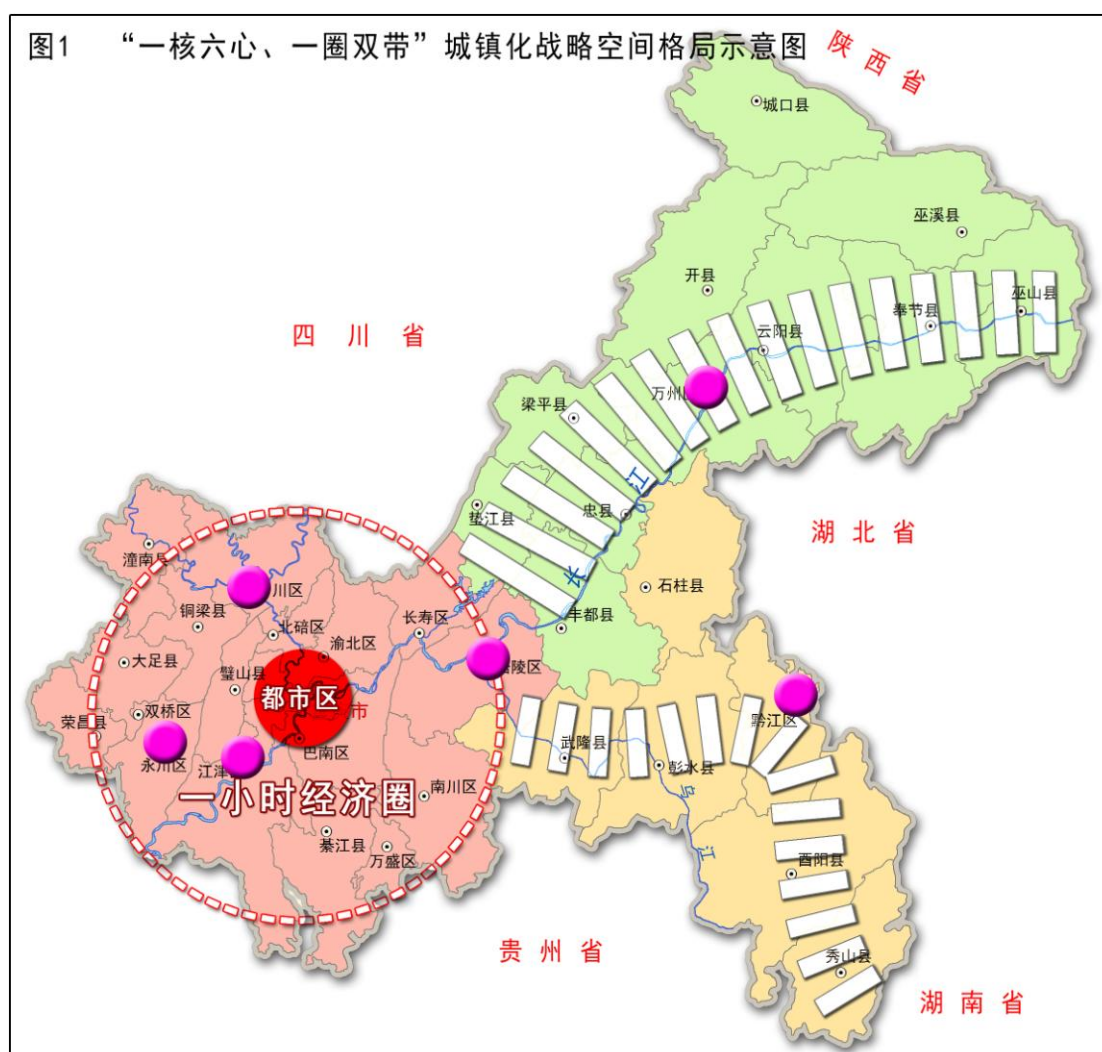 图1 “一核六心、一圈双带”城镇化战略空间格局示意图
陕西省
城口县
巫溪县
开县
巫山县
奉节县
四川省
云阳县
万州
梁平县
江
忠县
垫江县
湖北省
长
石柱县
潼南县
川区
铜梁县
北碚区
长寿区
丰都县
渝北区
大足县
涪陵区
璧山县
都市区
市
黔江区
双桥区
荣昌县
武隆县
巴南区
永川区
江津
彭水县
南川区
乌
一小时经济圈
綦江县
万盛区
江
酉阳县
贵州省
秀山县
湖南省